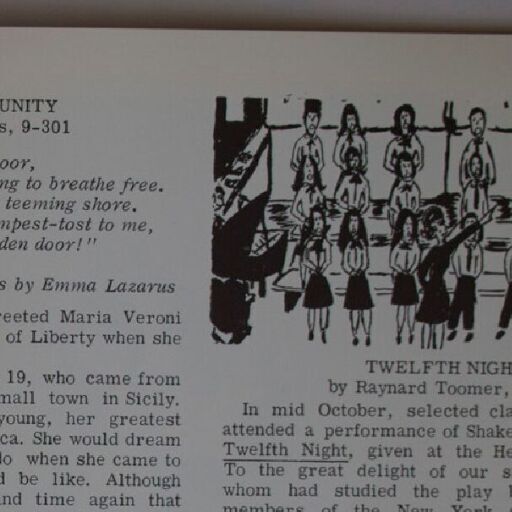 UNITY
s, 9-301
oor,
ng to breathe free.
teeming shore.
mpest-tost to me,
den door!"
s by Emma Lazarus
reeted Maria Veroni
of Liberty when she
19, who came from
mall town in Sicily.
young, her greatest
ca. She would dream
do when she came to
d be like. Although
nd time again that
TWELFTH NIGH
by Raynard Toomer,
In mid October, selected cla
attended a performance of Shake
Twelfth Night, given at the He
To the great delight of our s
whom had studied the play b
members of the New York